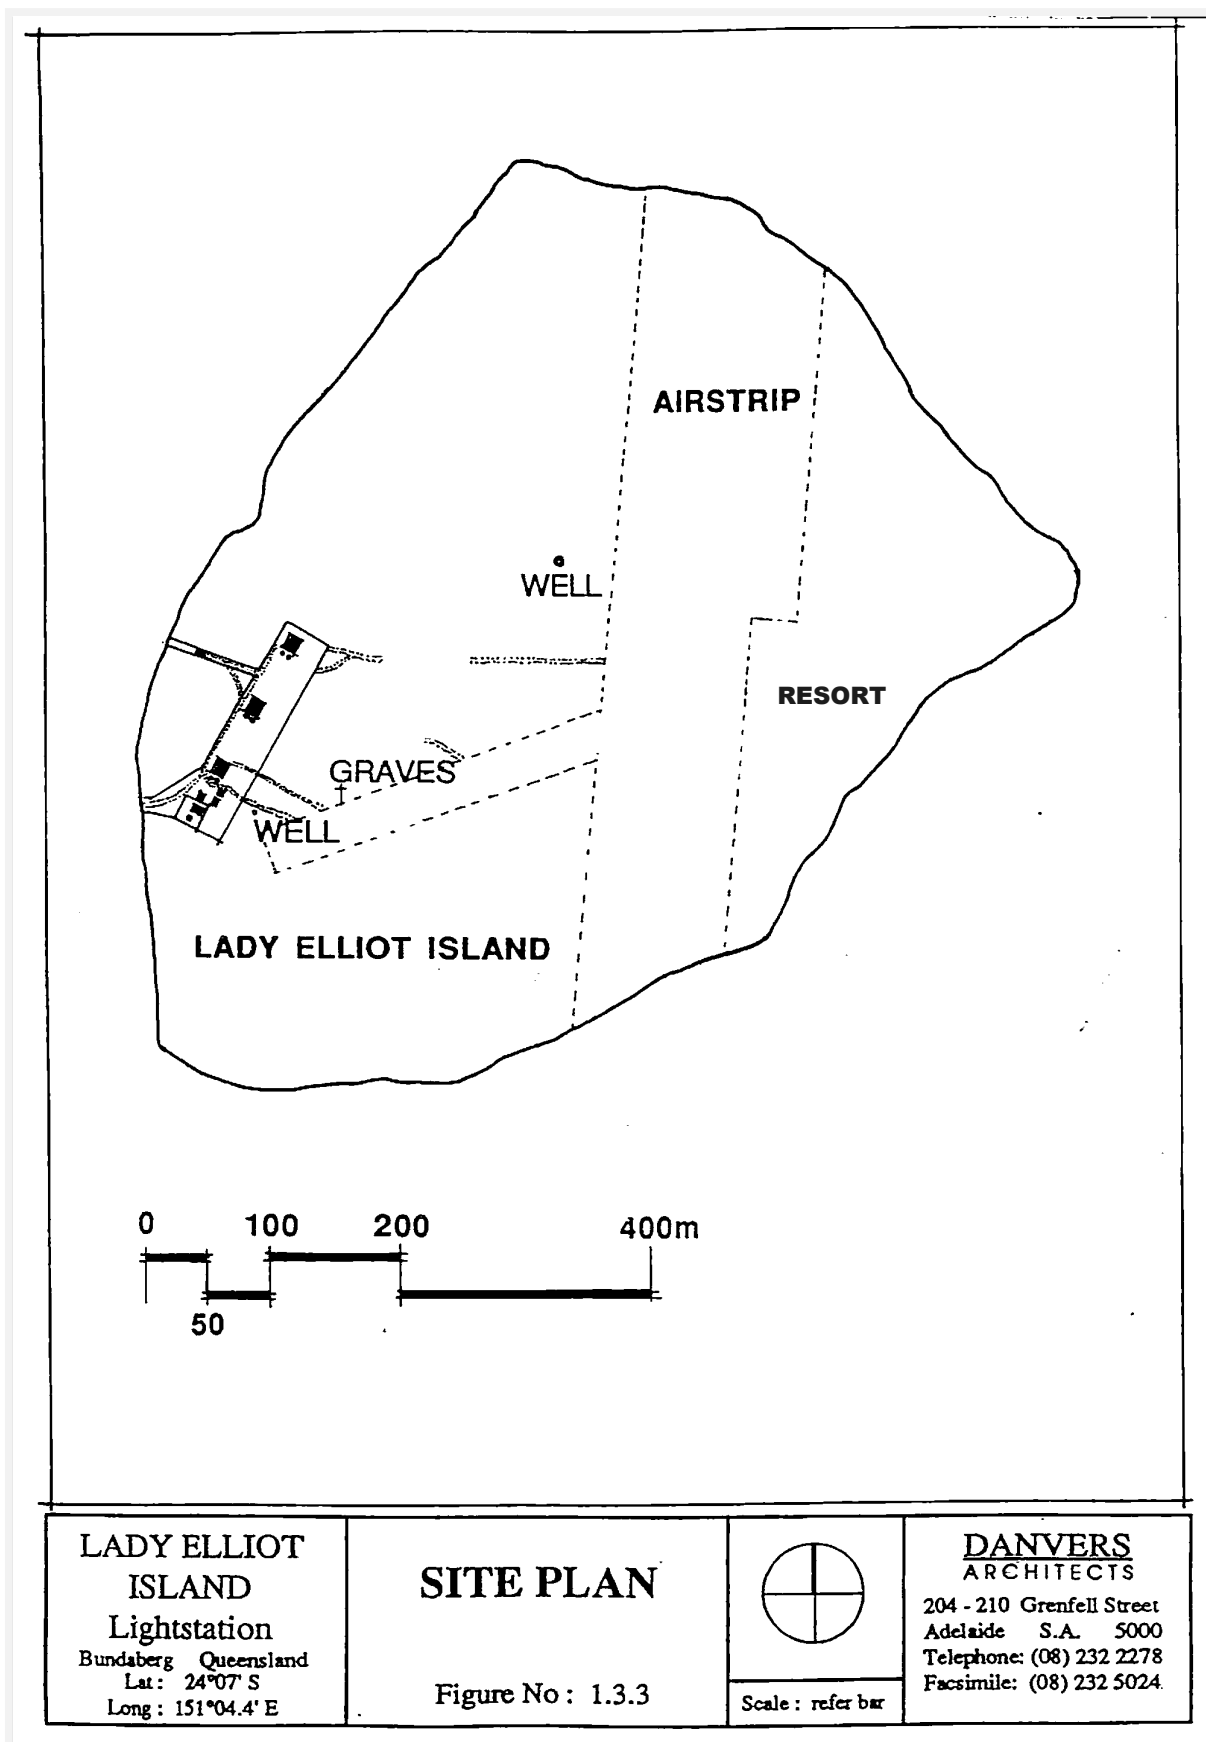 AIRSTRIP
WELL
RESORT
GRAVES
WELL
LADY ELLIOT ISLAND
0 100 200 400m
50
LADY ELLIOT
ISLAND
Lightstation
Bundaberg Queensland
Lat: 24°07' S
Long: 151°04.4' E
SITE PLAN
Figure No: 1.3.3
Scale: refer bar
DANVERS
ARCHITECTS
204 - 210 Grenfell Street
Adelaide S.A. 5000
Telephone: (08) 232 2278
Facsimile: (08) 232 5024